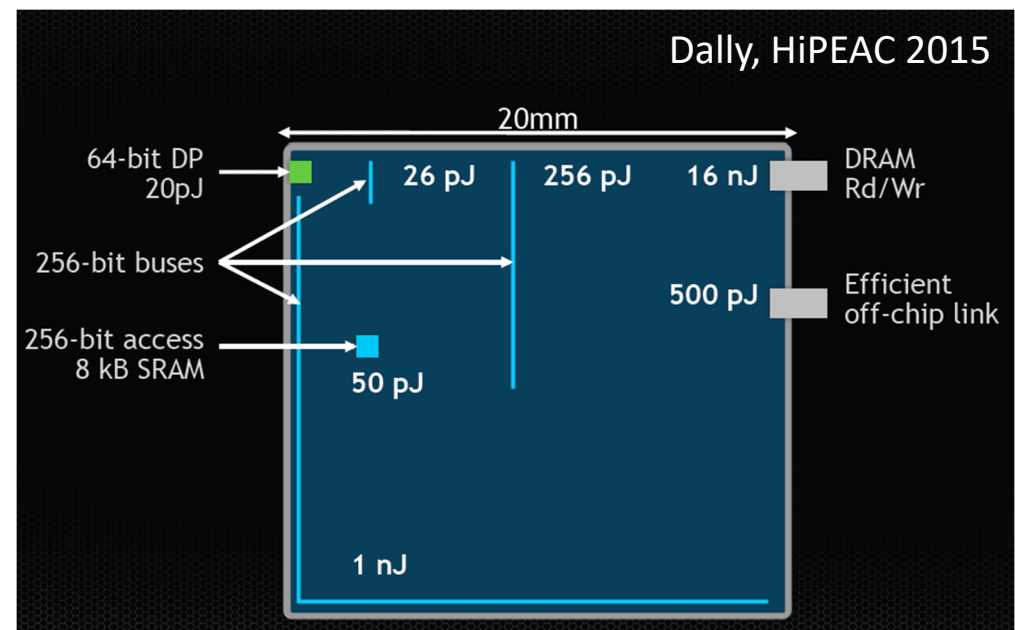 Dally, HiPEAC 2015
20mm
64-bit DP
20pJ
26 pJ
256 pJ
16 nJ
DRAM
Rd/Wr
256-bit buses
500 pJ
Efficient
off-chip link
256-bit access
8 kB SRAM
50 pJ
1 nJ